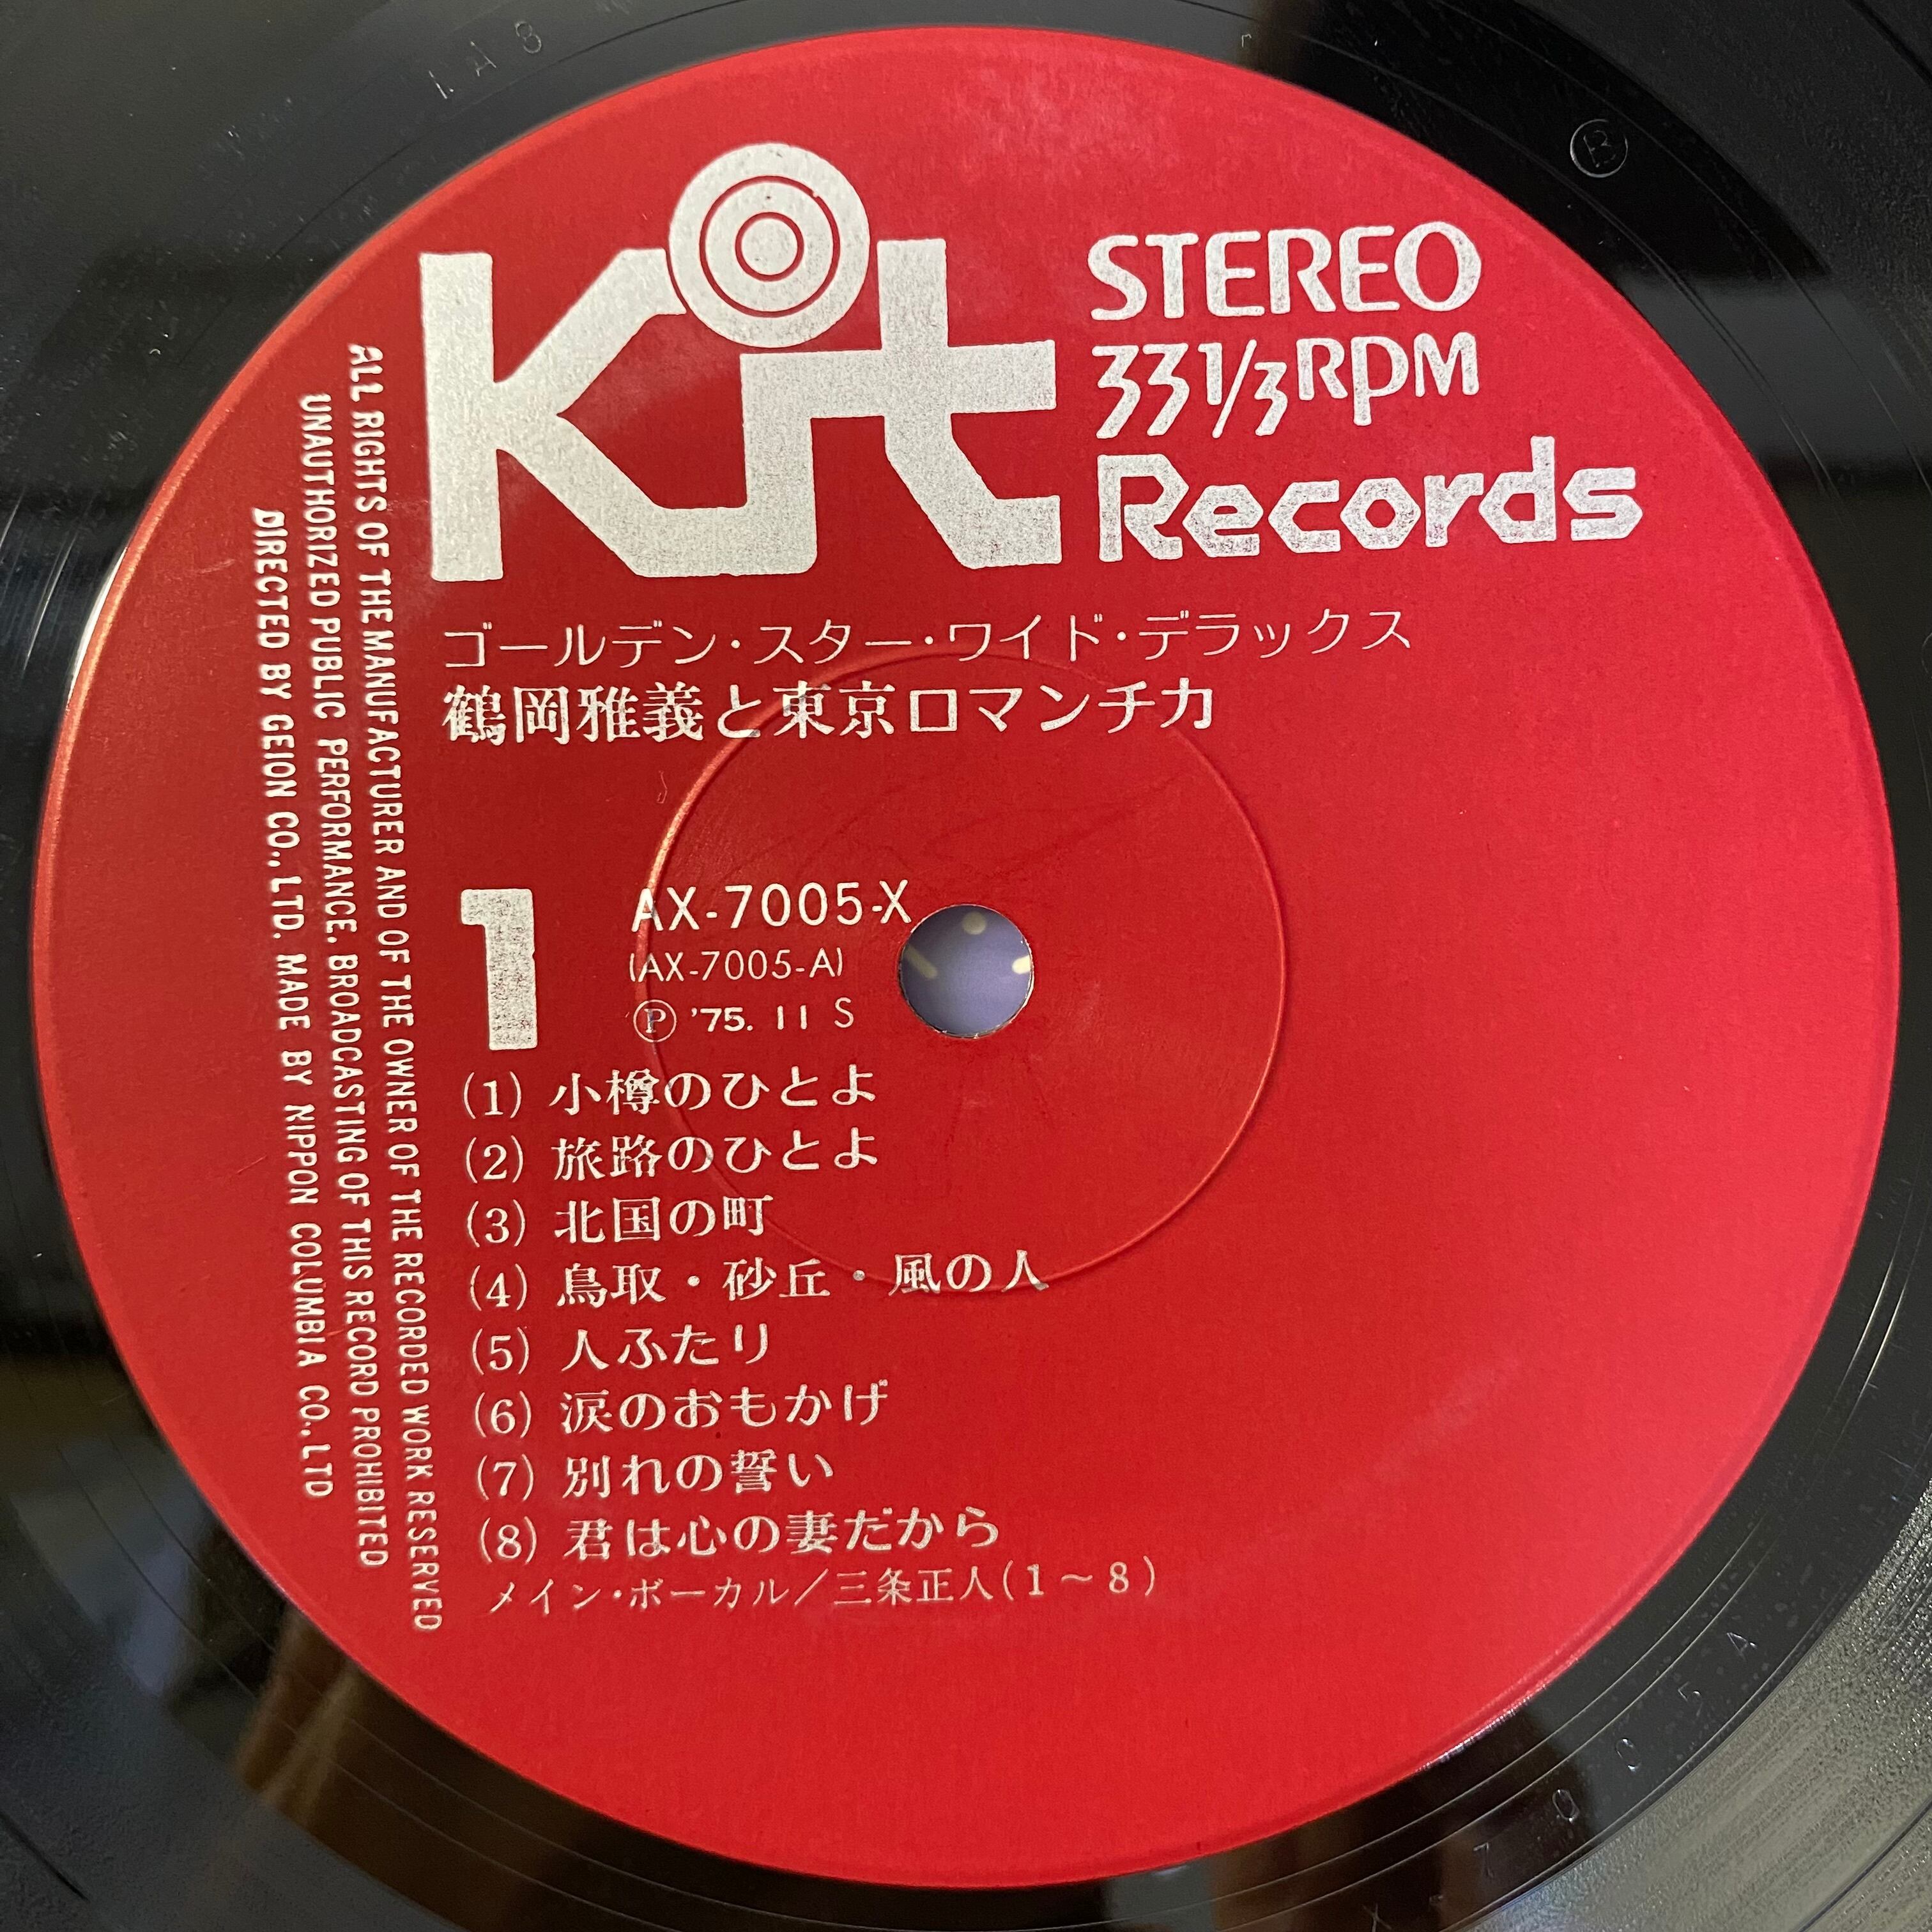 Kit
STEREO
33⅓RPM
Records
ゴールデン・スター・ワイド・デラックス
鶴岡雅義と東京ロマンチカ
1
AX-7005-X
(AX-7005-A)
Ⓟ '75. 11 S
(1) 小樽のひとよ
(2) 旅路のひとよ
(3) 北国の町
(4) 鳥取・砂丘・風の人
(5) 人ふたり
(6) 涙のおもかげ
(7) 別れの誓い
(8) 君は心の妻だから
メイン・ボーカル／三条正人(1～8)
ALL RIGHTS OF THE MANUFACTURER AND OF THE OWNER OF THE RECORDED WORK RESERVED
UNAUTHORIZED PUBLIC PERFORMANCE. BROADCASTING OF THIS RECORD PROHIBITED
DIRECTED BY GEION CO., LTD. MADE BY NIPPON COLUMBIA CO., LTD
Ⓑ